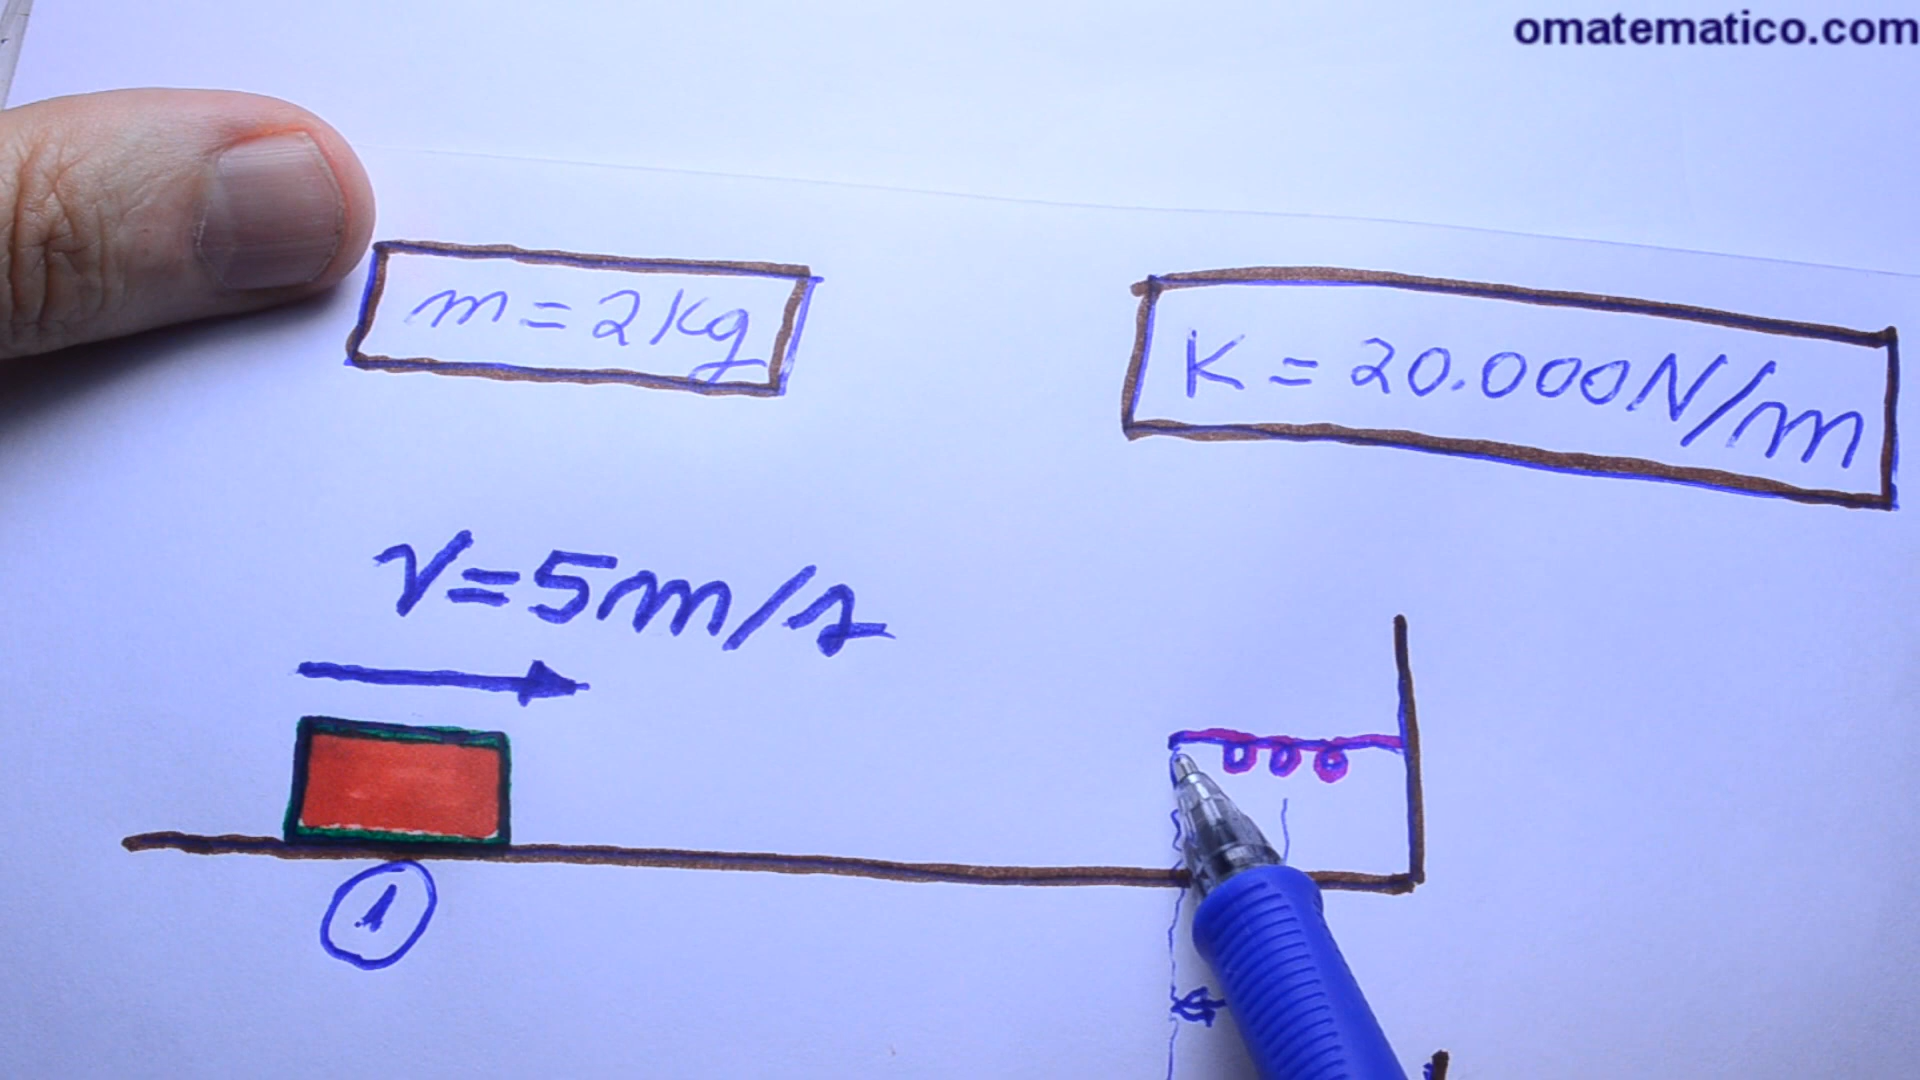 omatematico.com
m = 2Kg
K = 20.000N/m
v=5m/s
1